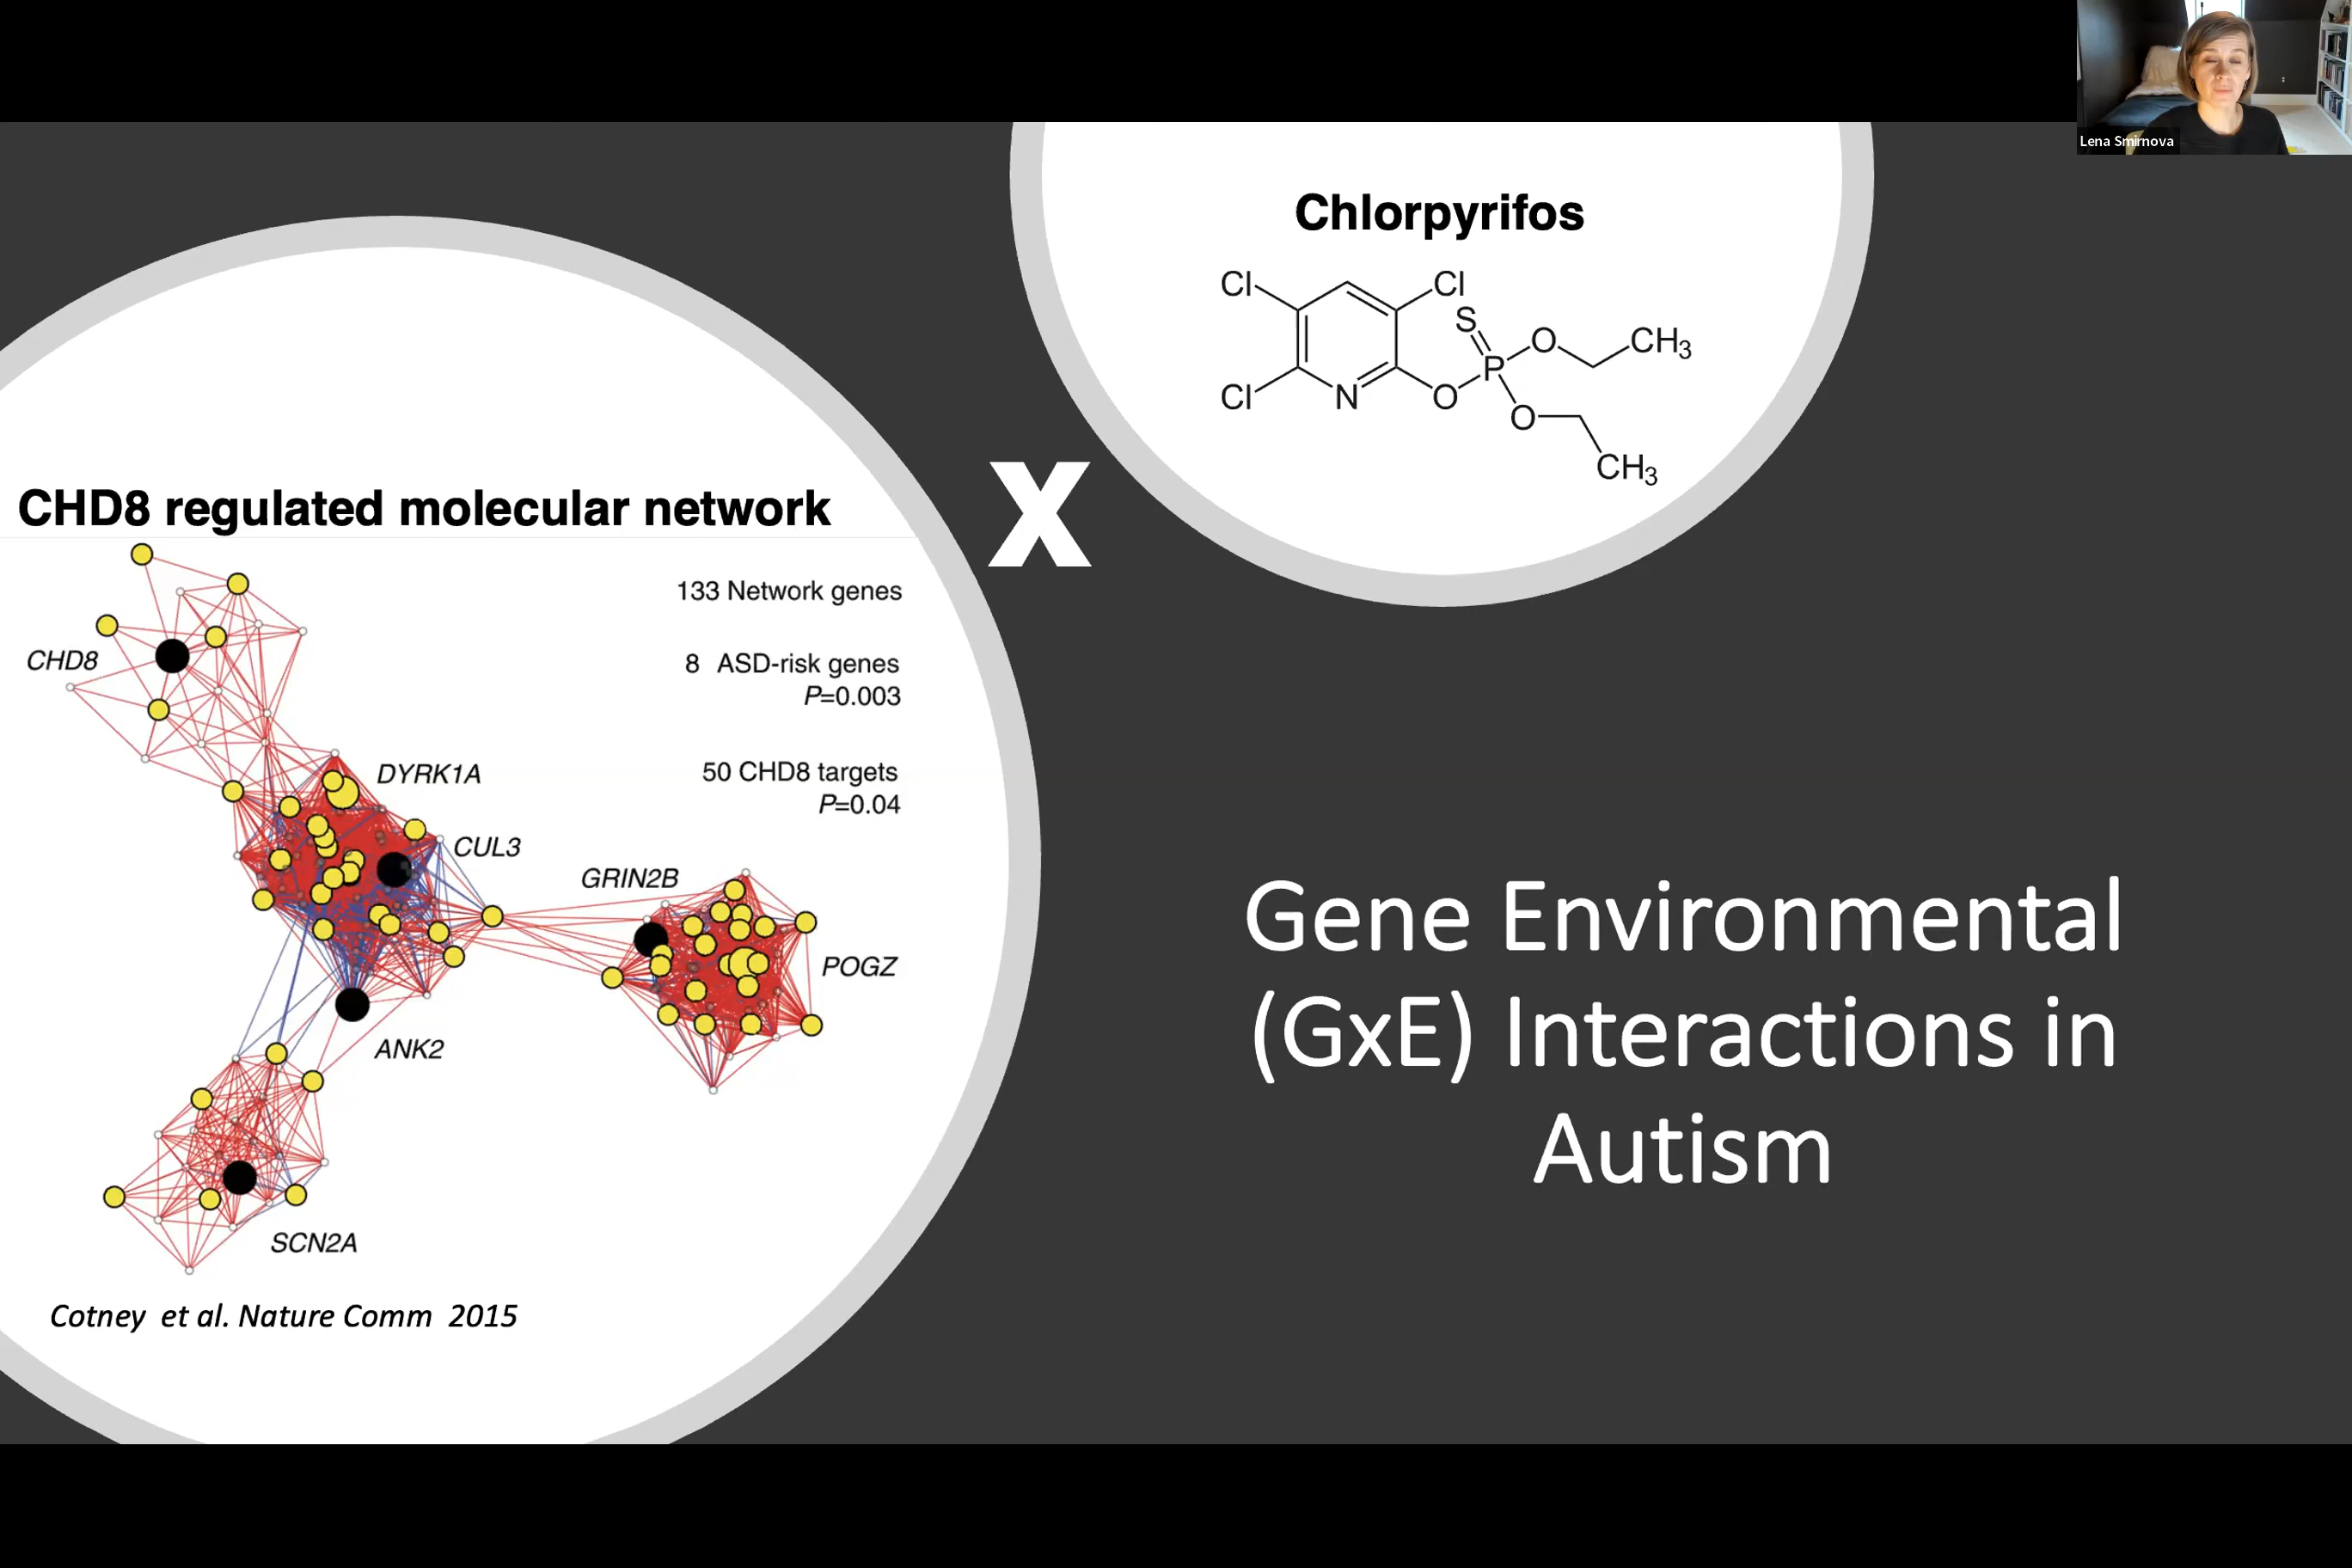 Lena Smirnova
Chlorpyrifos
Cl
Cl
S
O
CH3
P
Cl
N
O
O
CH3
X
CHD8 regulated molecular network
133 Network genes
8 ASD-risk genes
P=0.003
50 CHD8 targets
P=0.04
CHD8
DYRK1A
CUL3
GRIN2B
POGZ
ANK2
SCN2A
Cotney et al. Nature Comm 2015
Gene Environmental
(GxE) Interactions in
Autism